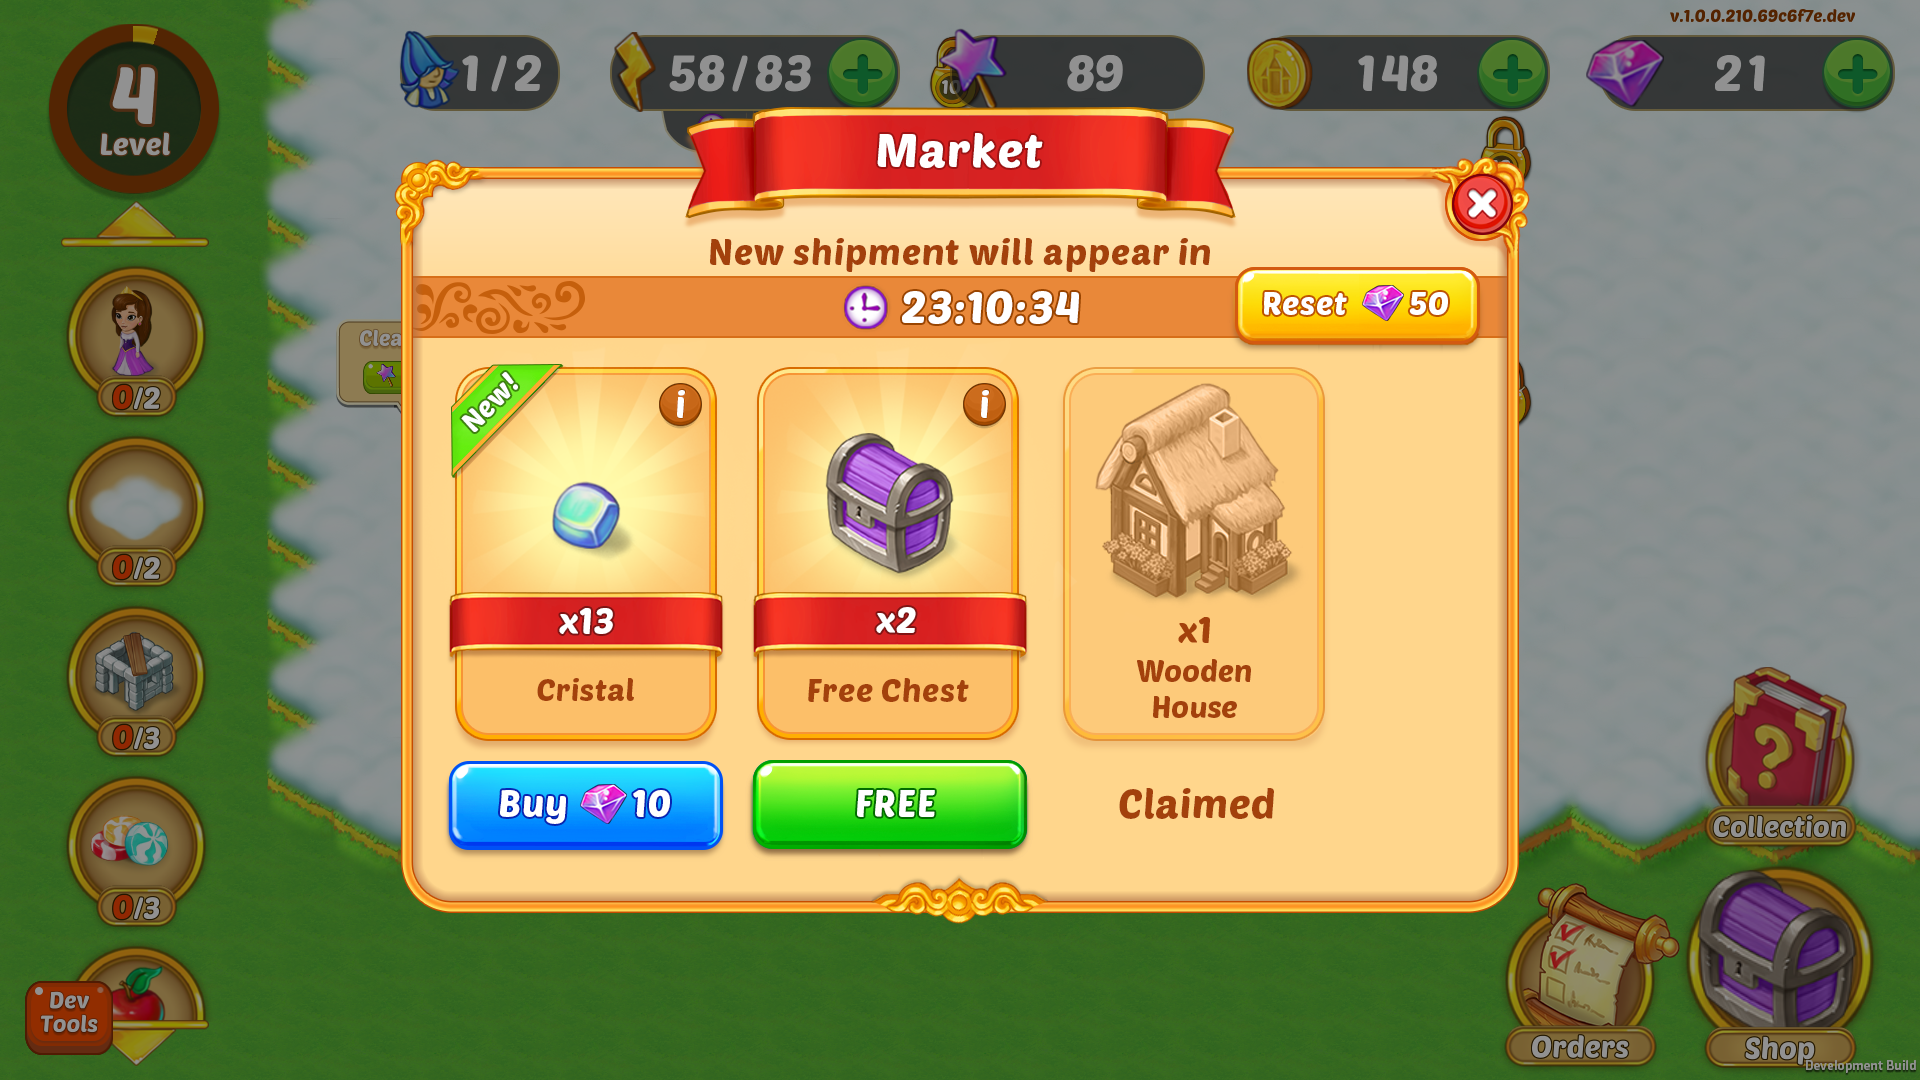 v.1.0.0.210.69c6f7e.dev
4
Level
1/2
58/83
10
89
148
21
Market
New shipment will appear in
23:10:34
Reset 50
Clea
New!
i
i
x13
Cristal
x2
Free Chest
x1
Wooden
House
Buy 10
FREE
Claimed
0/2
0/2
0/3
0/3
Dev
Tools
?
Collection
Orders
Shop
Development Build